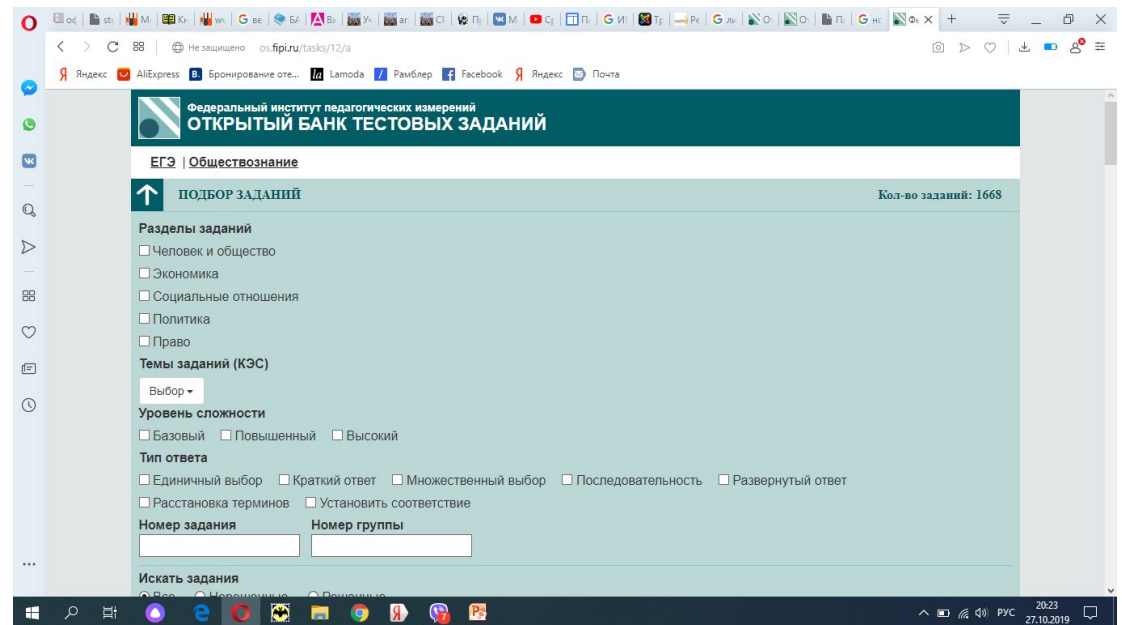 Не защищено os.fipi.ru/tasks/12/a
Яндекс AliExpress Бронирование оте... Lamoda Рамблер Facebook Яндекс Почта
Федеральный институт педагогических измерений
ОТКРЫТЫЙ БАНК ТЕСТОВЫХ ЗАДАНИЙ
ЕГЭ | Обществознание
ПОДБОР ЗАДАНИЙ Кол-во заданий: 1668
Разделы заданий
Человек и общество
Экономика
Социальные отношения
Политика
Право
Темы заданий (КЭС)
Выбор
Уровень сложности
Базовый Повышенный Высокий
Тип ответа
Единичный выбор Краткий ответ Множественный выбор Последовательность Развернутый ответ
Расстановка терминов Установить соответствие
Номер задания Номер группы
Искать задания
Все Нерешенные Решенные
РУС 20:23
27.10.2019